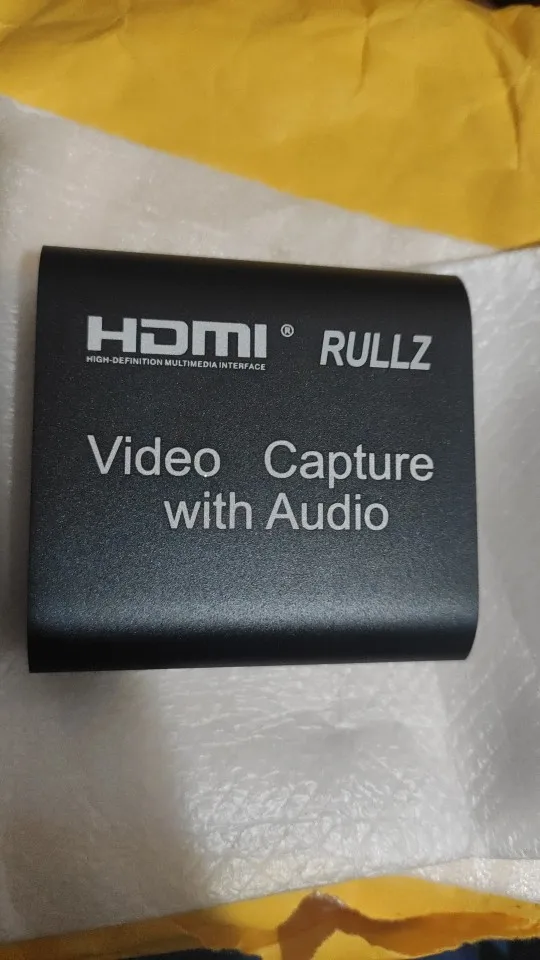 HDMI ® RULLZ
HIGH-DEFINITION MULTIMEDIA INTERFACE
Video Capture
with Audio